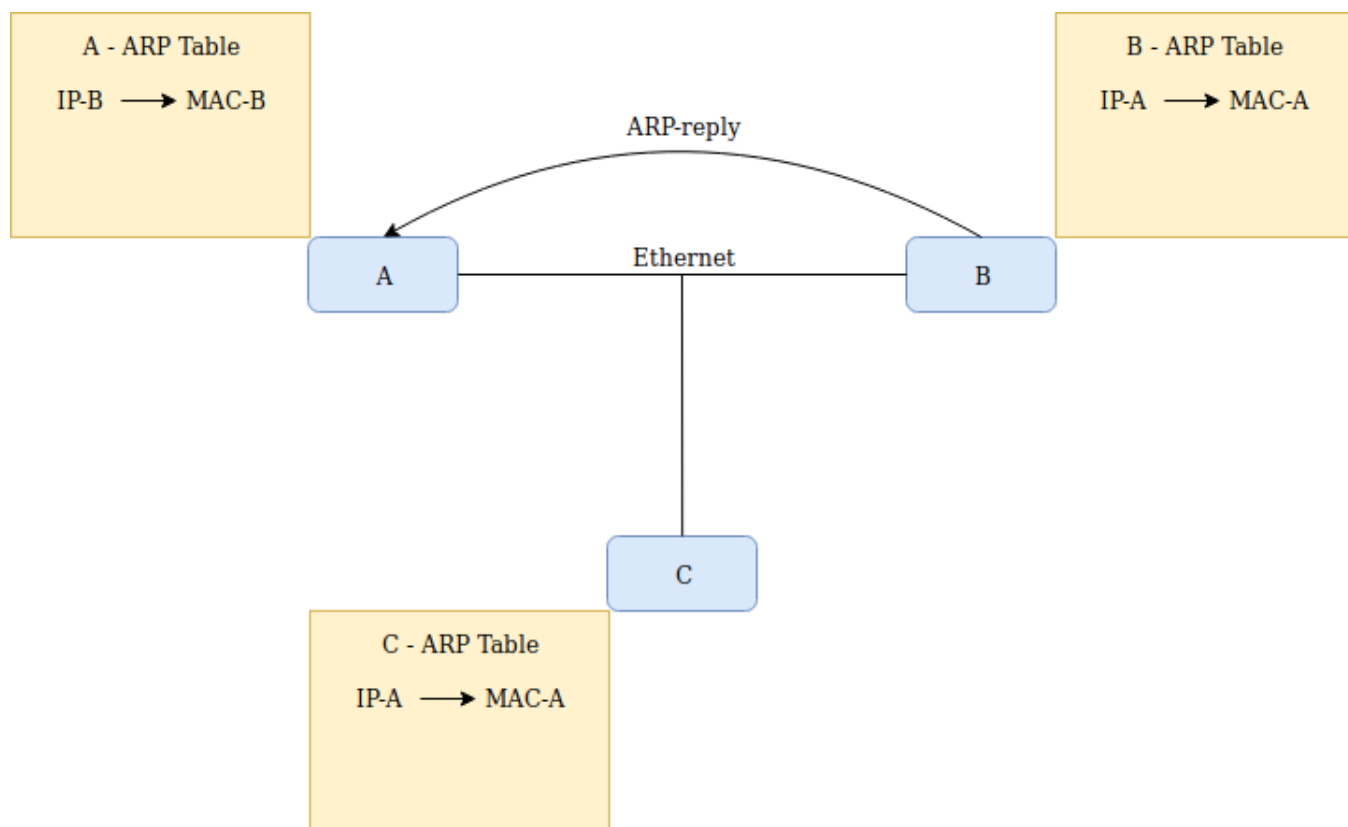 A - ARP Table
IP-B MAC-B
B - ARP Table
IP-A MAC-A
ARP-reply
Ethernet
A
B
C
C - ARP Table
IP-A MAC-A